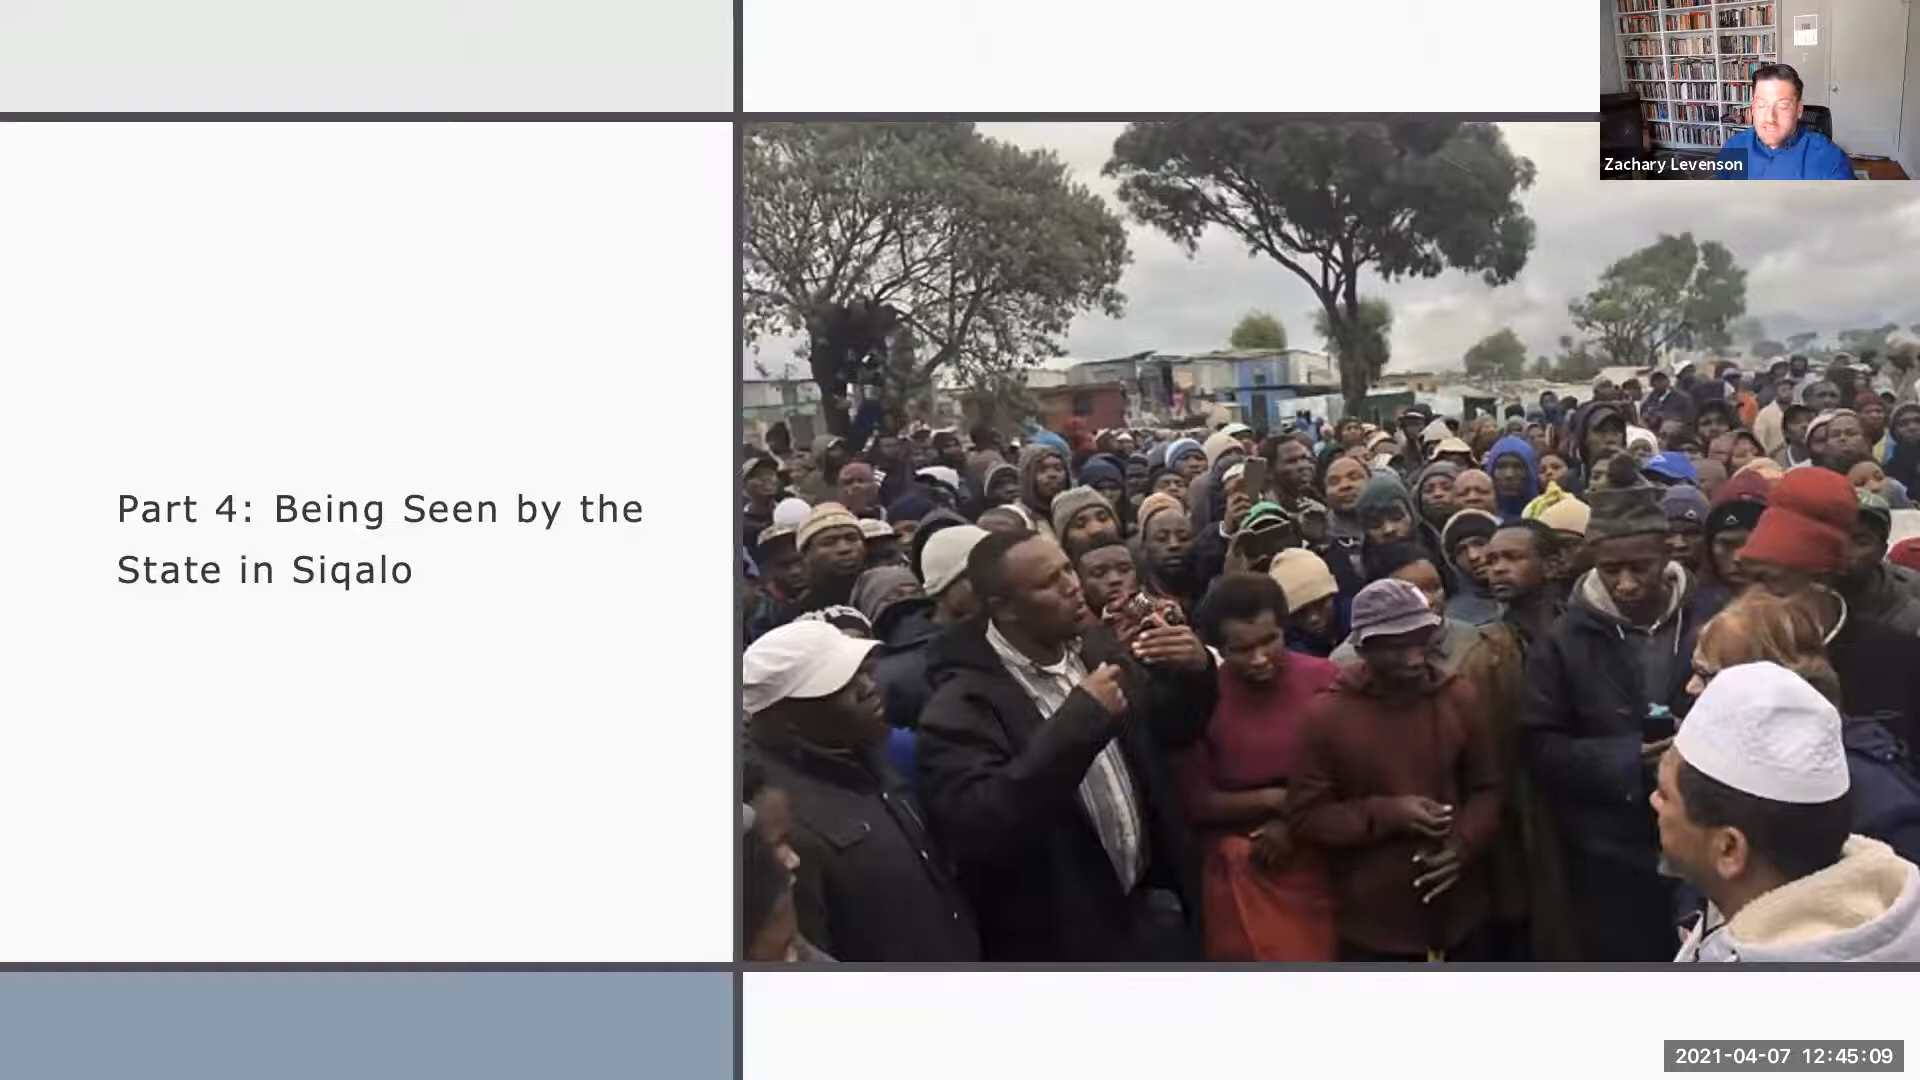 Zachary Levenson
Part 4: Being Seen by the
State in Siqalo
2021-04-07 12:45:09